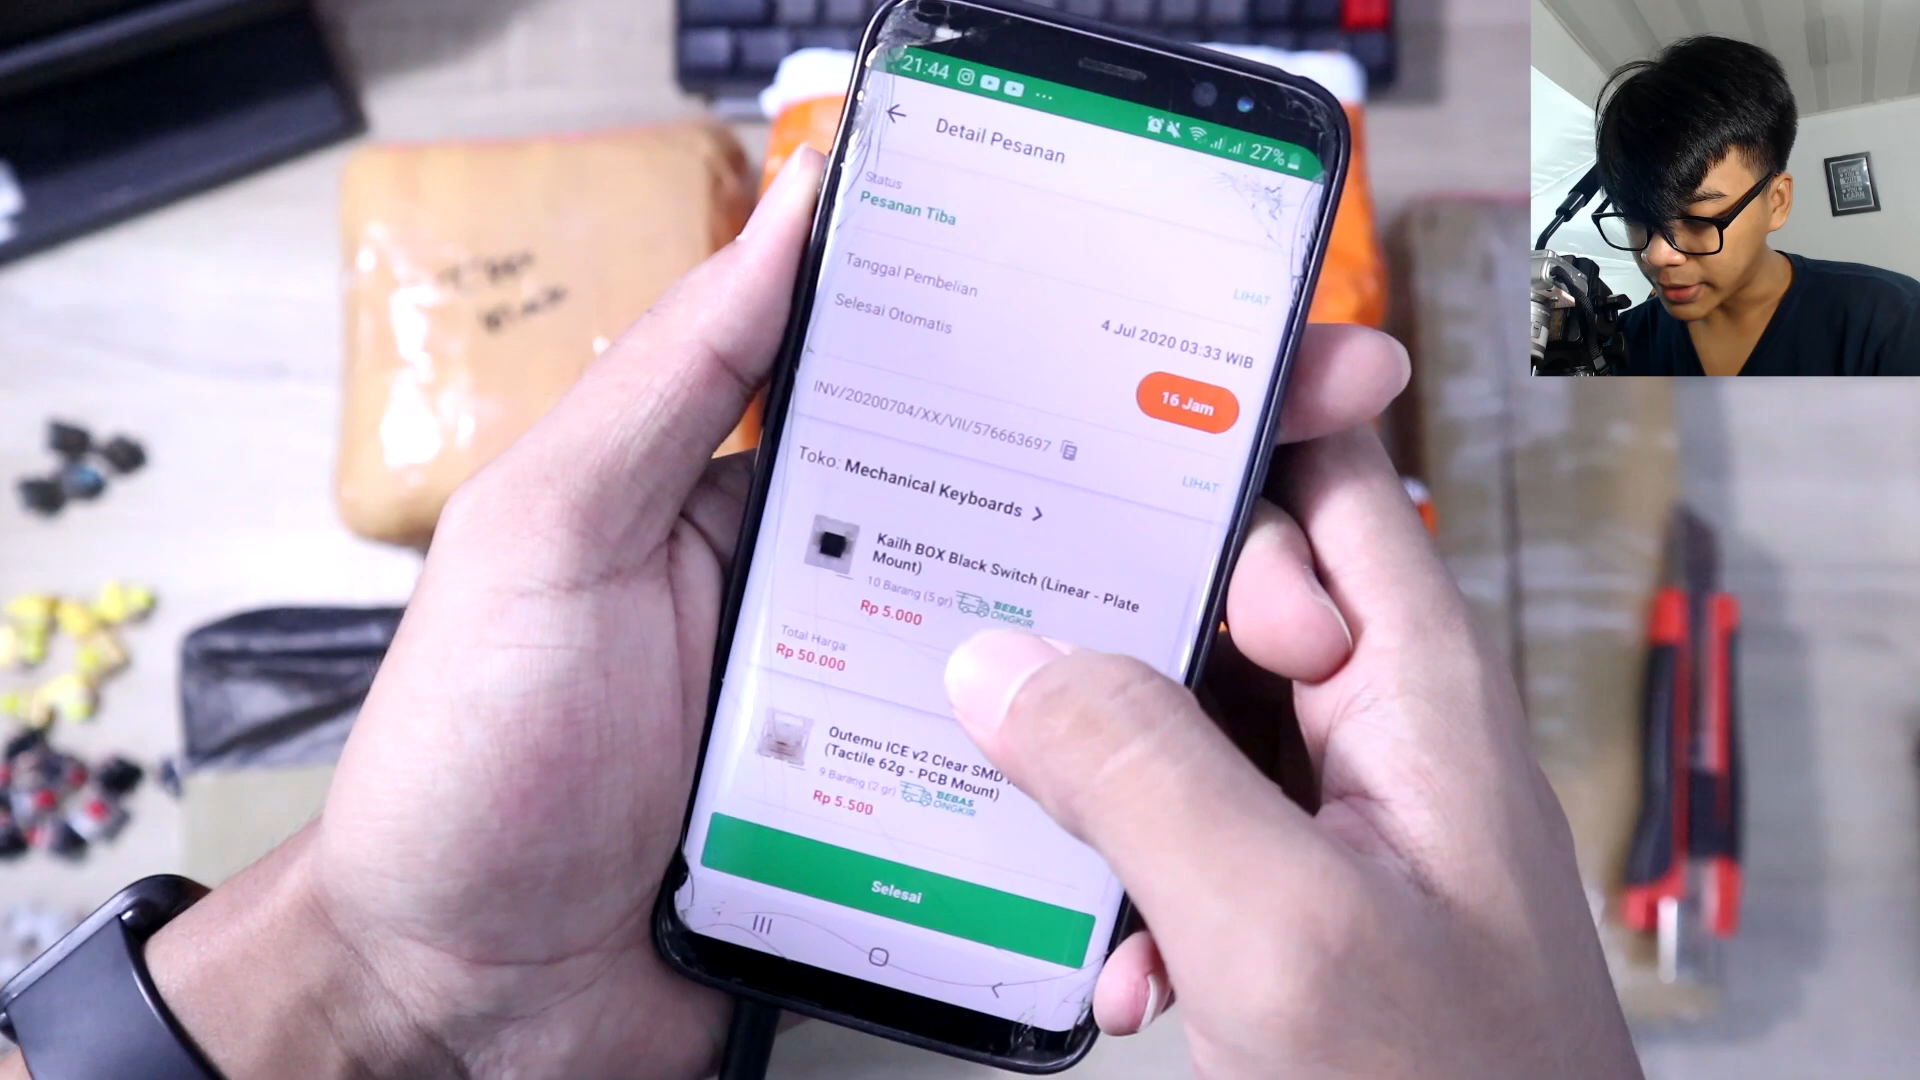 21:44
27%
Detail Pesanan
Status
Pesanan Tiba
LIHAT
Tanggal Pembelian
4 Jul 2020 03:33 WIB
Selesai Otomatis
16 Jam
INV/20200704/XX/VII/576663697
LIHAT
Toko: Mechanical Keyboards
Kailh BOX Black Switch (Linear - Plate
Mount)
10 Barang (5 gr)
BEBAS
ONGKIR
Rp 5.000
Total Harga
Rp 50.000
Outemu ICE v2 Clear SMD
(Tactile 62g - PCB Mount)
9 Barang (2 gr)
BEBAS
ONGKIR
Rp 5.500
Selesai